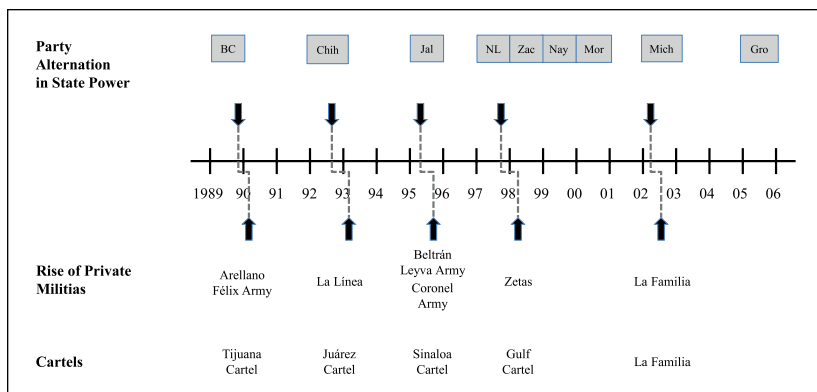 Party
Alternation
in State Power
BC
Chih
Jal
NL
Zac
Nay
Mor
Mich
Gro
1989 90 91 92 93 94 95 96 97 98 99 00 01 02 03 04 05 06
Rise of Private
Militias
Arellano
Félix Army
La Línea
Beltrán
Leyva Army
Coronel
Army
Zetas
La Familia
Cartels
Tijuana
Cartel
Juárez
Cartel
Sinaloa
Cartel
Gulf
Cartel
La Familia